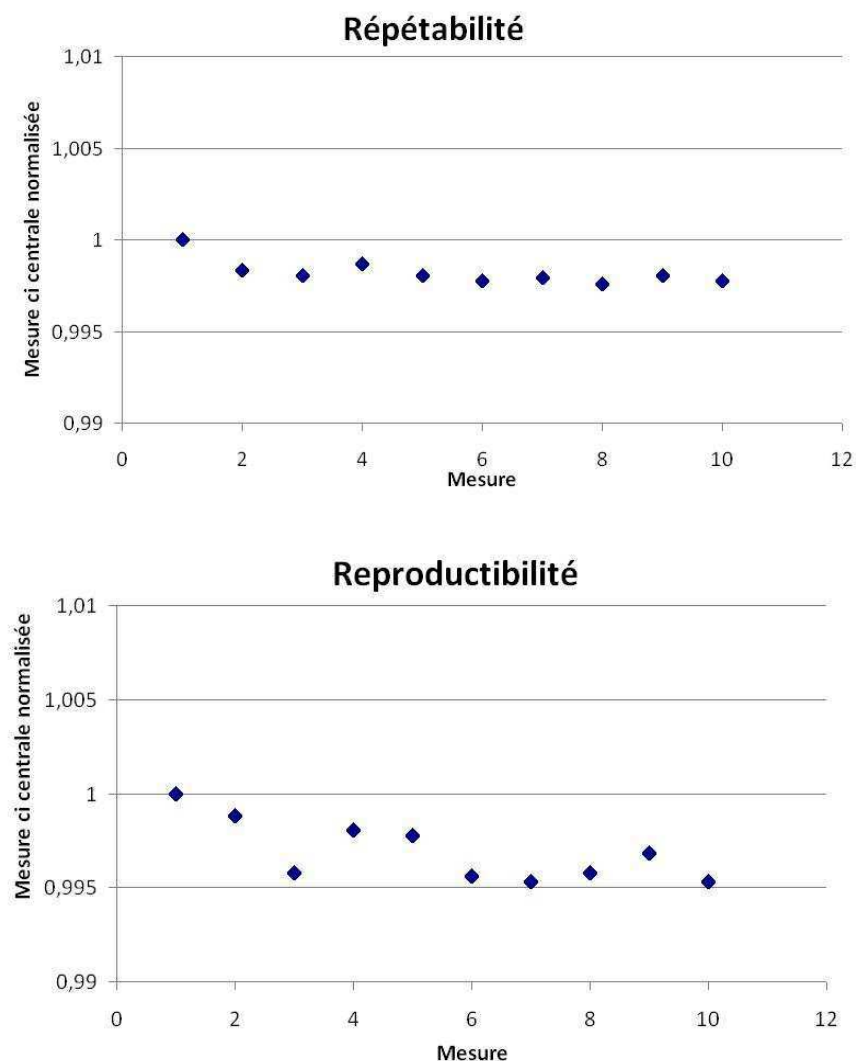 Répétabilité
Mesure ci centrale normalisée
1,01
1,005
1
0,995
0,99
0 2 4 6 8 10 12
Mesure
Reproductibilité
Mesure ci centrale normalisée
1,01
1,005
1
0,995
0,99
0 2 4 6 8 10 12
Mesure